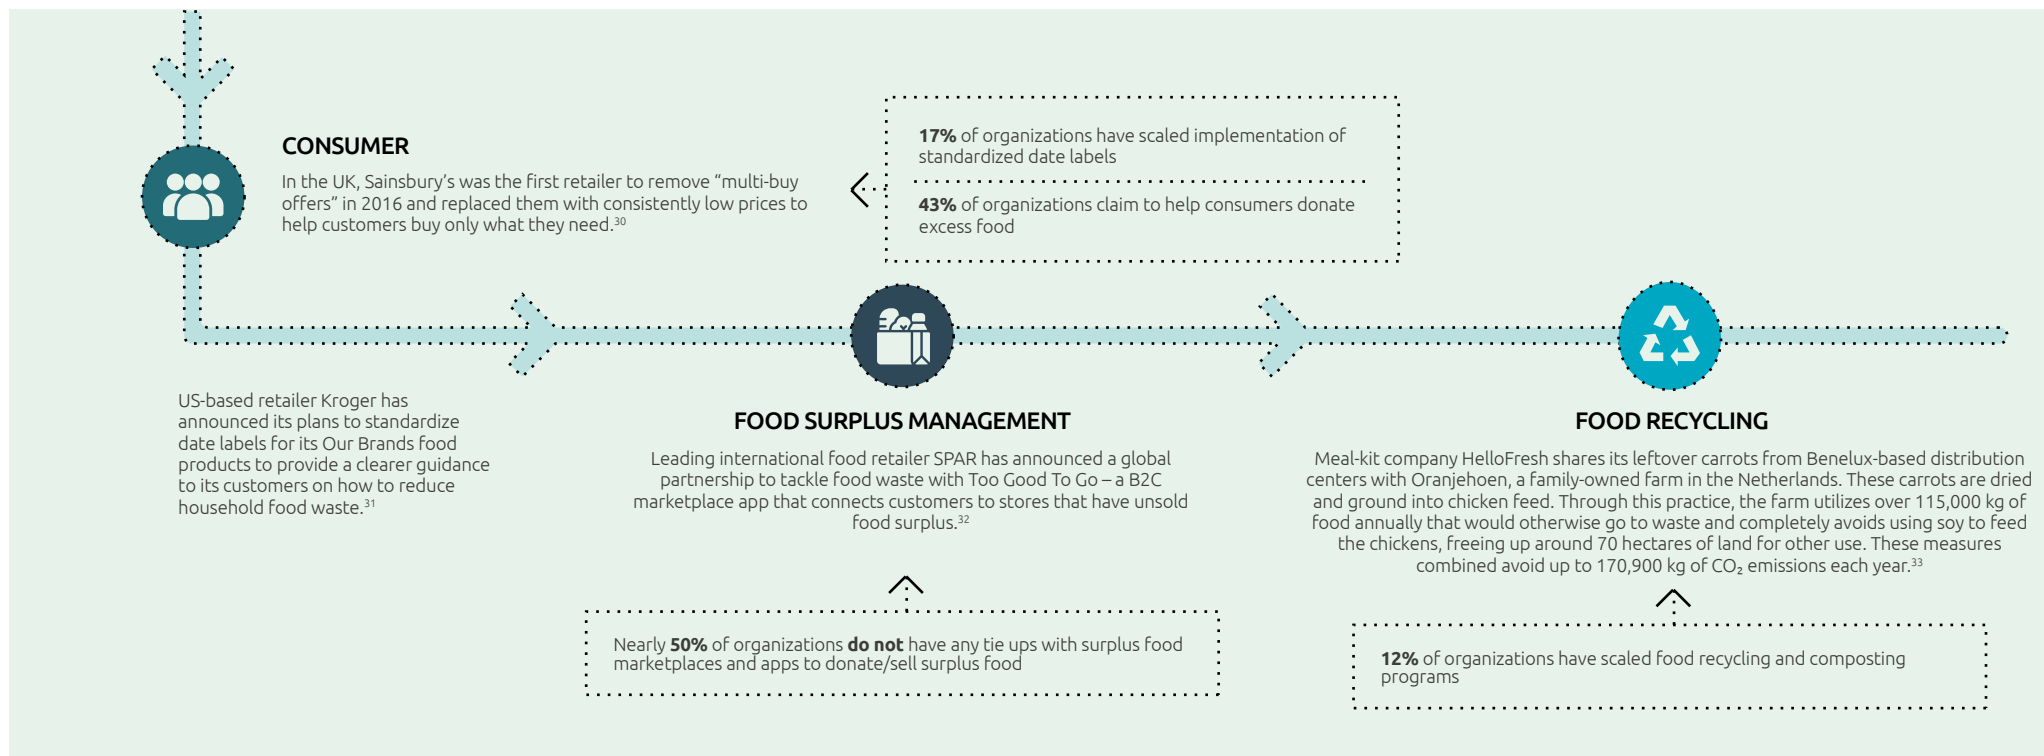 CONSUMER
In the UK, Sainsbury’s was the first retailer to remove “multi-buy
offers” in 2016 and replaced them with consistently low prices to
help customers buy only what they need.30
17% of organizations have scaled implementation of
standardized date labels
43% of organizations claim to help consumers donate
excess food
US-based retailer Kroger has
announced its plans to standardize
date labels for its Our Brands food
products to provide a clearer guidance
to its customers on how to reduce
household food waste.31
FOOD SURPLUS MANAGEMENT
Leading international food retailer SPAR has announced a global
partnership to tackle food waste with Too Good To Go – a B2C
marketplace app that connects customers to stores that have unsold
food surplus.32
Nearly 50% of organizations do not have any tie ups with surplus food
marketplaces and apps to donate/sell surplus food
FOOD RECYCLING
Meal-kit company HelloFresh shares its leftover carrots from Benelux-based distribution
centers with Oranjehoen, a family-owned farm in the Netherlands. These carrots are dried
and ground into chicken feed. Through this practice, the farm utilizes over 115,000 kg of
food annually that would otherwise go to waste and completely avoids using soy to feed
the chickens, freeing up around 70 hectares of land for other use. These measures
combined avoid up to 170,900 kg of CO₂ emissions each year.33
12% of organizations have scaled food recycling and composting
programs